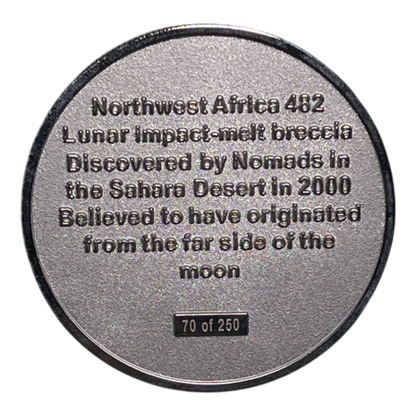 Northwest Africa 482
Lunar impact-melt breccia
Discovered by Nomads in
the Sahara Desert in 2000
Believed to have originated
from the far side of the
moon
70 of 250